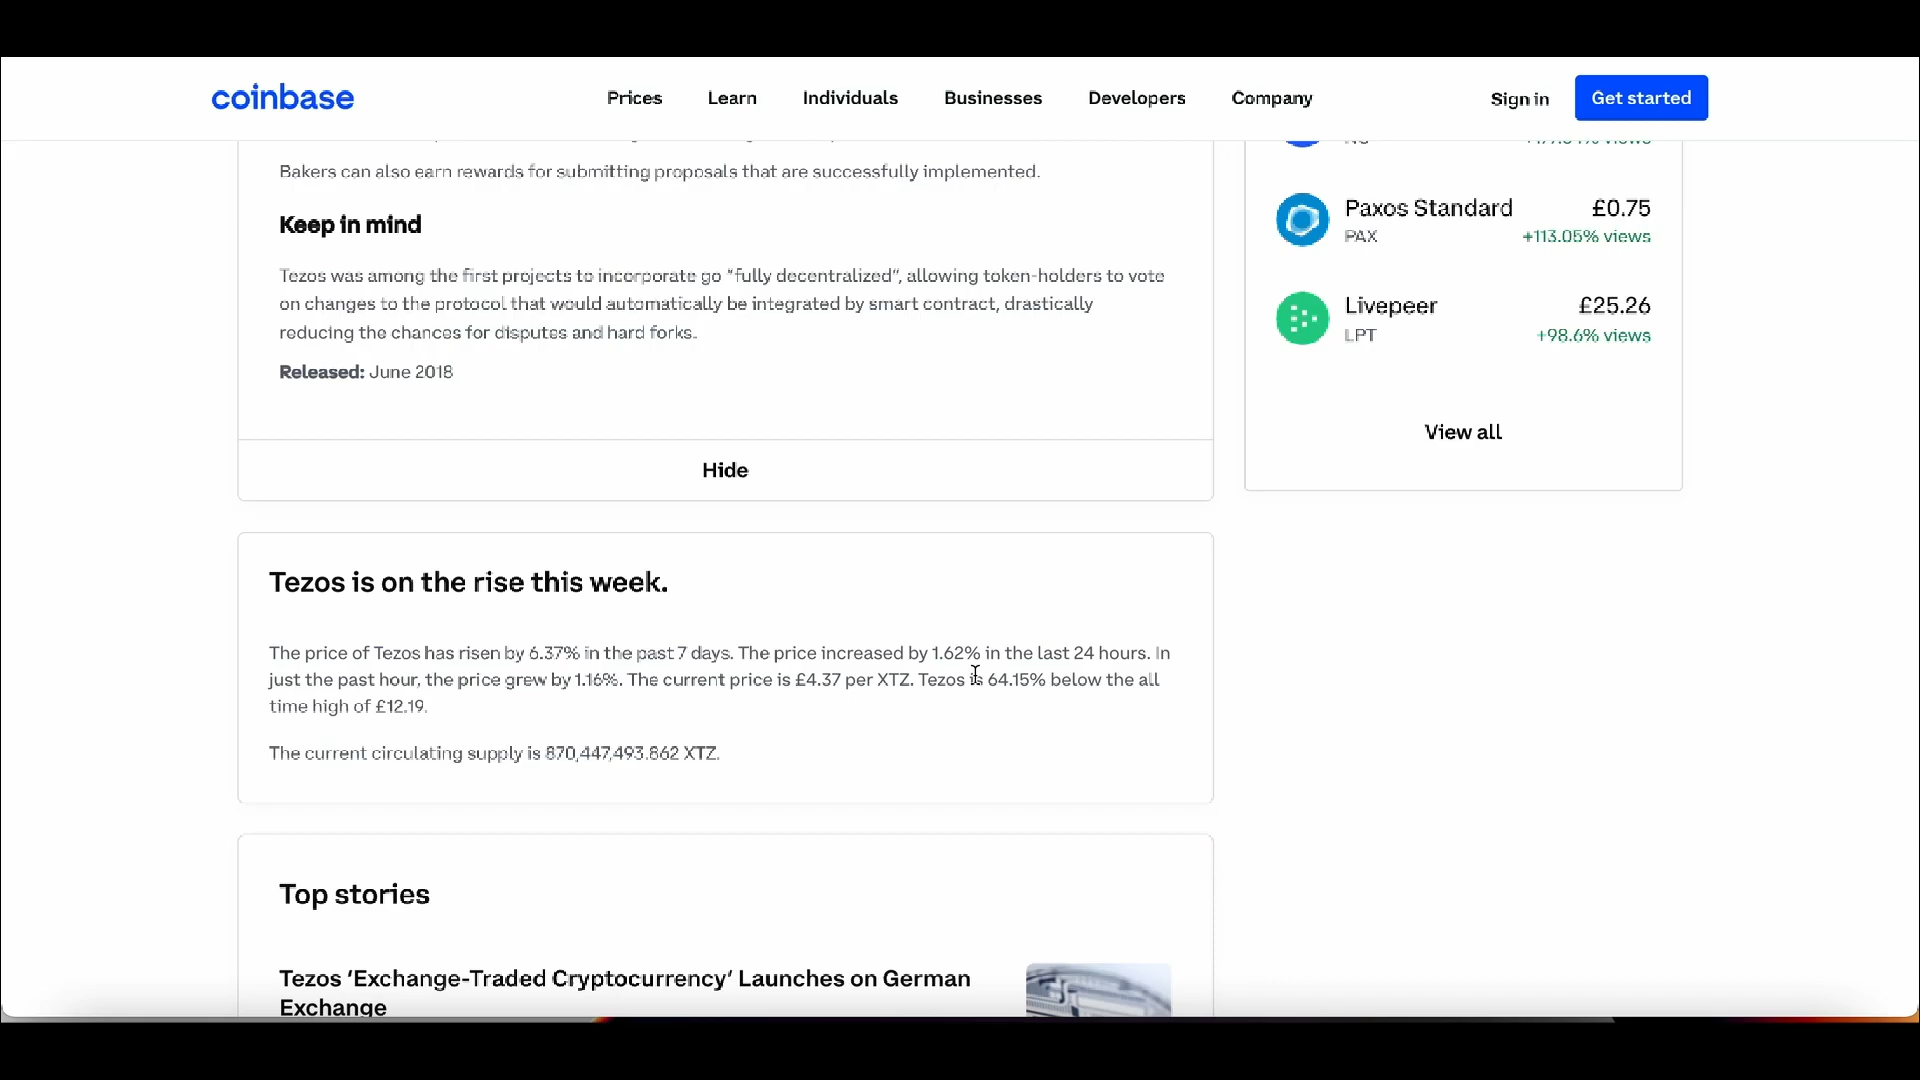 coinbase
Prices
Learn
Individuals
Businesses
Developers
Company
Sign in
Get started
Bakers can also earn rewards for submitting proposals that are successfully implemented.
Keep in mind
Tezos was among the first projects to incorporate go “fully decentralized”, allowing token-holders to vote
on changes to the protocol that would automatically be integrated by smart contract, drastically
reducing the chances for disputes and hard forks.
Released: June 2018
Hide
Paxos Standard
£0.75
PAX
+113.05% views
Livepeer
£25.26
LPT
+98.6% views
View all
Tezos is on the rise this week.
The price of Tezos has risen by 6.37% in the past 7 days. The price increased by 1.62% in the last 24 hours. In
just the past hour, the price grew by 1.16%. The current price is £4.37 per XTZ. Tezos is 64.15% below the all
time high of £12.19.
The current circulating supply is 870,447,493.862 XTZ.
Top stories
Tezos ‘Exchange-Traded Cryptocurrency’ Launches on German
Exchange